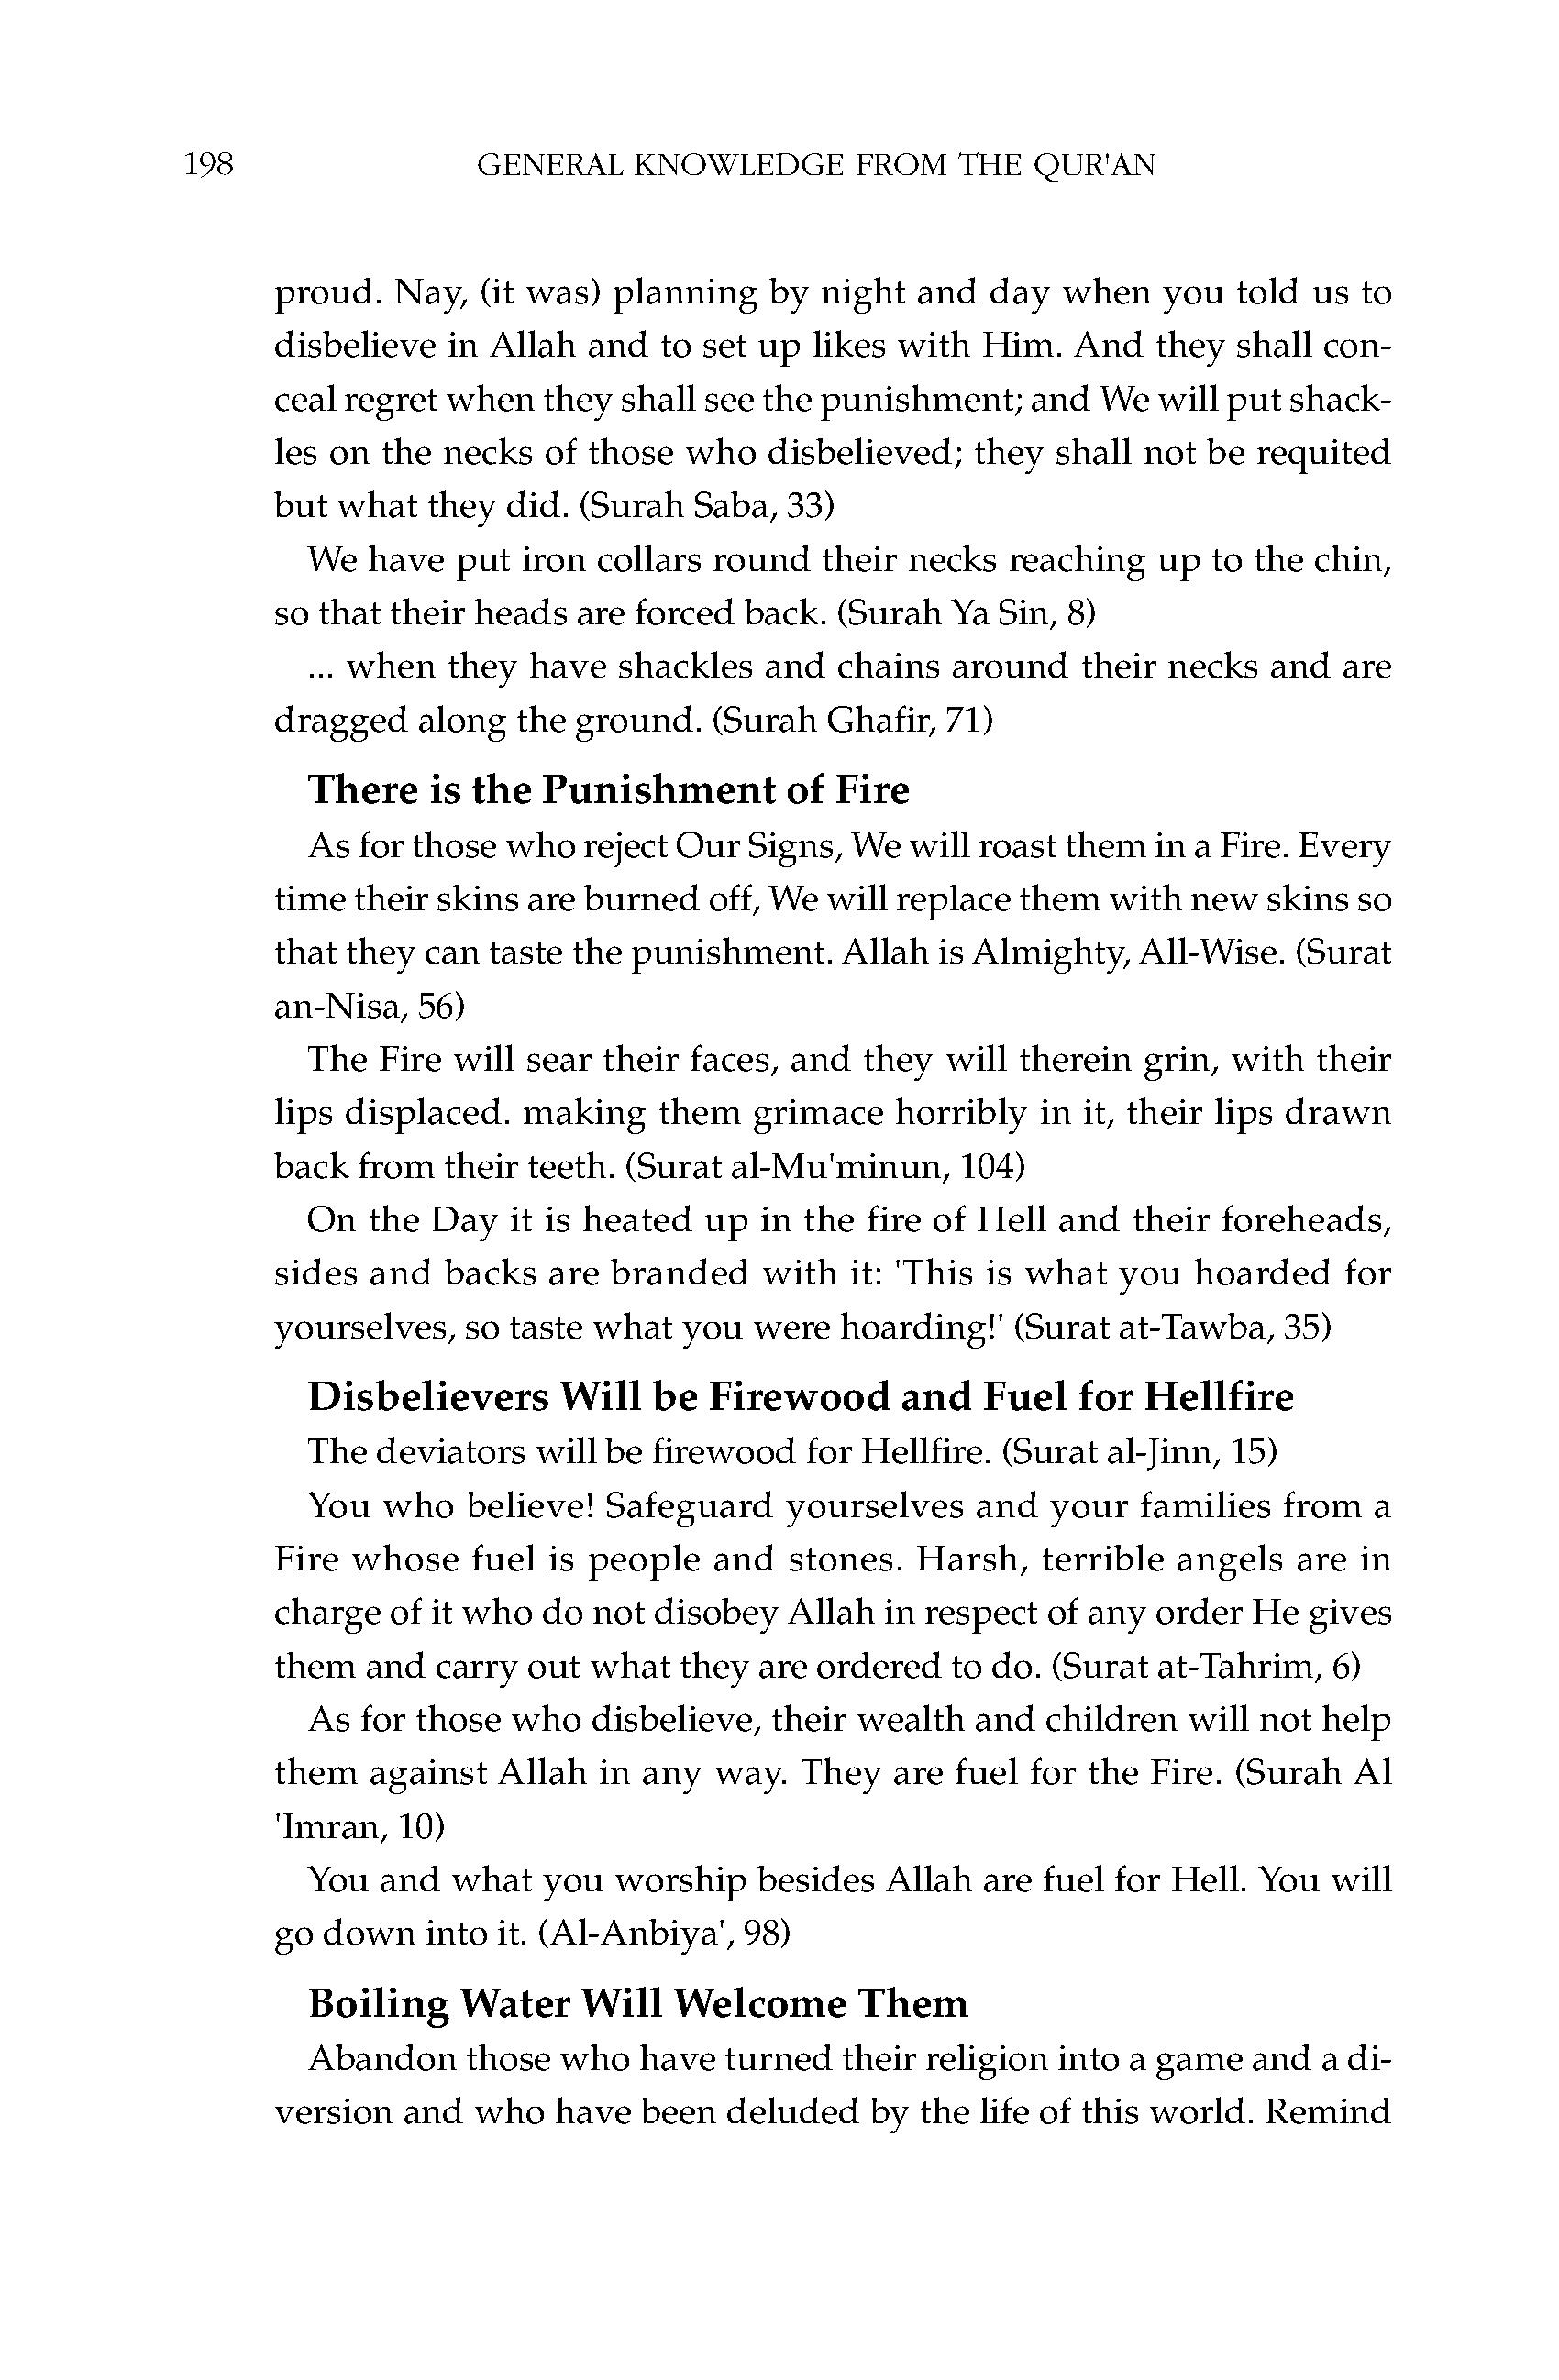 198 GENERAL KNOWLEDGE FROM THE QUR'AN
proud. Nay, (it was) planning by night and day when you told us to
disbelieve in Allah and to set up likes with Him. And they shall con-
ceal regret when they shall see the punishment; and We will put shack-
les on the necks of those who disbelieved; they shall not be requited
but what they did. (Surah Saba, 33)
We have put iron collars round their necks reaching up to the chin,
so that their heads are forced back. (Surah Ya Sin, 8)
... when they have shackles and chains around their necks and are
dragged along the ground. (Surah Ghafir, 71)
There is the Punishment of Fire
As for those who reject Our Signs, We will roast them in a Fire. Every
time their skins are burned off, We will replace them with new skins so
that they can taste the punishment. Allah is Almighty, All-Wise. (Surat
an-Nisa, 56)
The Fire will sear their faces, and they will therein grin, with their
lips displaced. making them grimace horribly in it, their lips drawn
back from their teeth. (Surat al-Mu'minun, 104)
On the Day it is heated up in the fire of Hell and their foreheads,
sides and backs are branded with it: 'This is what you hoarded for
yourselves, so taste what you were hoarding!' (Surat at-Tawba, 35)
Disbelievers Will be Firewood and Fuel for Hellfire
The deviators will be firewood for Hellfire. (Surat al-Jinn, 15)
You who believe! Safeguard yourselves and your families from a
Fire whose fuel is people and stones. Harsh, terrible angels are in
charge of it who do not disobey Allah in respect of any order He gives
them and carry out what they are ordered to do. (Surat at-Tahrim, 6)
As for those who disbelieve, their wealth and children will not help
them against Allah in any way. They are fuel for the Fire. (Surah Al
'Imran, 10)
You and what you worship besides Allah are fuel for Hell. You will
go down into it. (Al-Anbiya', 98)
Boiling Water Will Welcome Them
Abandon those who have turned their religion into a game and a di-
version and who have been deluded by the life of this world. Remind